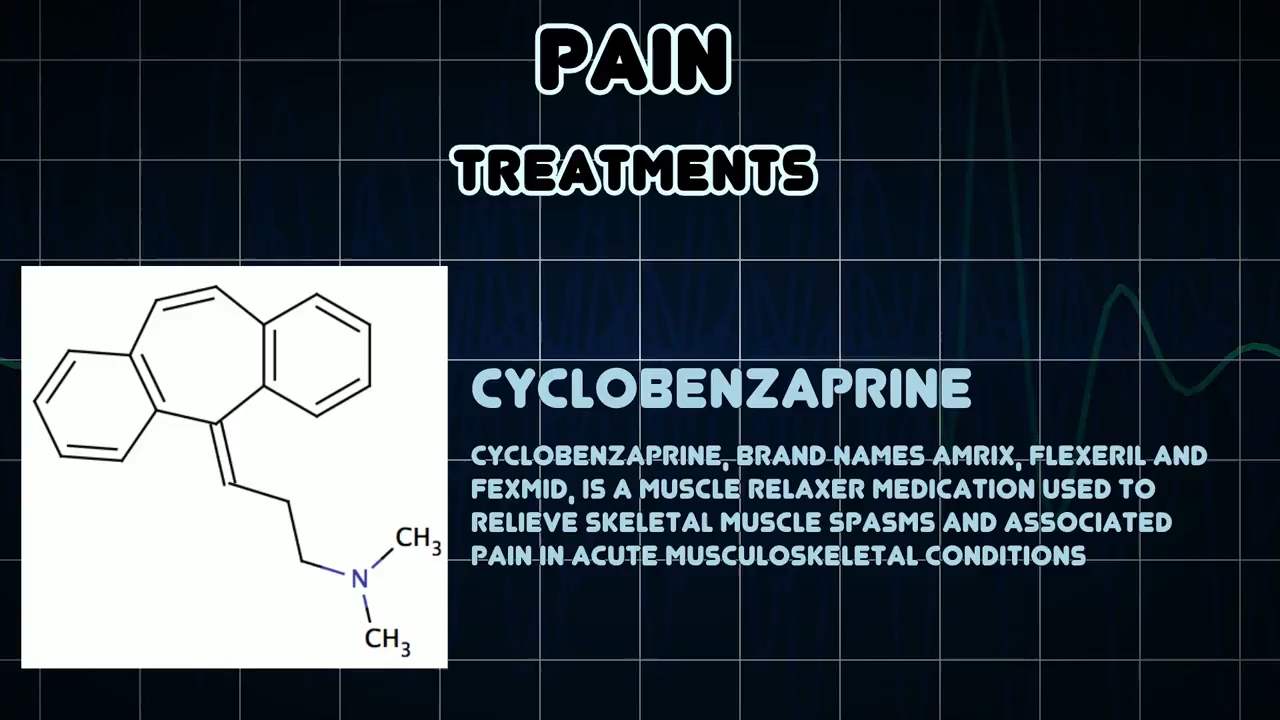 PAIN
TREATMENTS
CYCLOBENZAPRINE
CYCLOBENZAPRINE, BRAND NAMES AMRIX, FLEXERIL AND
FEXMID, IS A MUSCLE RELAXER MEDICATION USED TO
RELIEVE SKELETAL MUSCLE SPASMS AND ASSOCIATED
PAIN IN ACUTE MUSCULOSKELETAL CONDITIONS
CH3
N
CH3